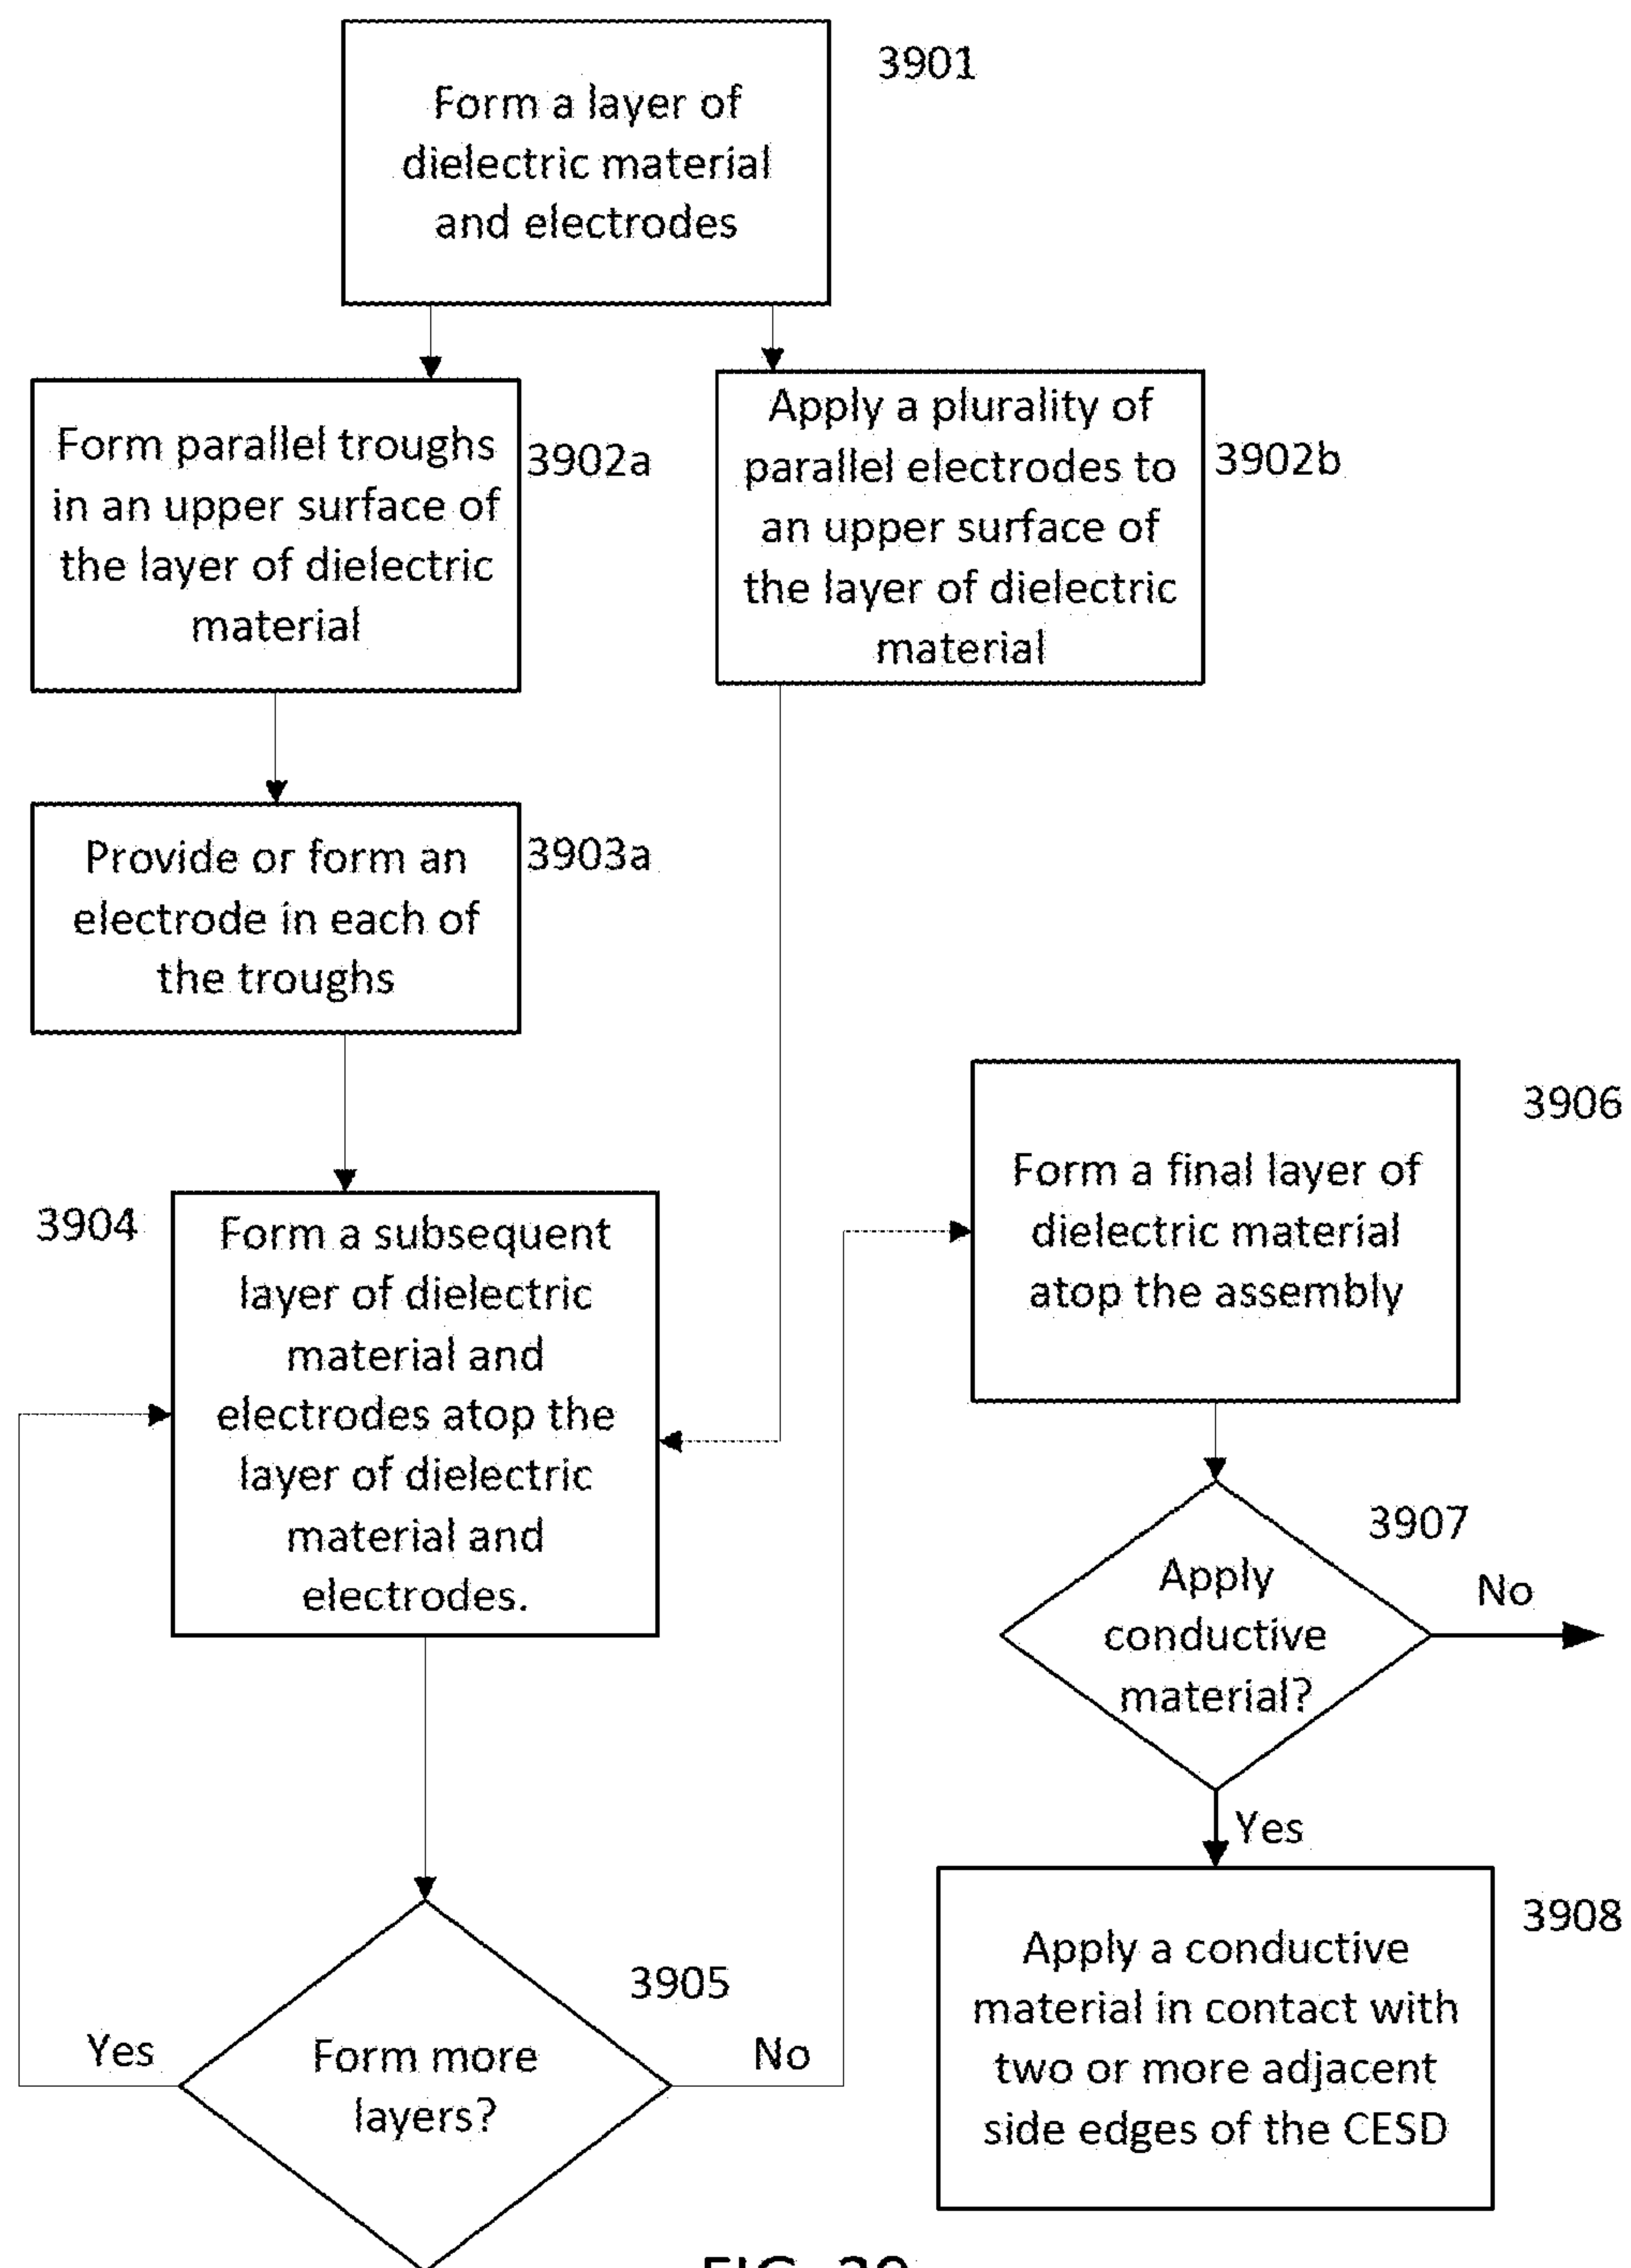 3901
Form a layer of
dielectric material
and electrodes
Form parallel troughs
in an upper surface of
the layer of dielectric
material
3902a
Apply a plurality of
parallel electrodes to
an upper surface of
the layer of dielectric
material
3902b
Provide or form an
electrode in each of
the troughs
3903a
3904
Form a subsequent
layer of dielectric
material and
electrodes atop the
layer of dielectric
material and
electrodes.
3905
Form more
layers?
Yes
No
3906
Form a final layer of
dielectric material
atop the assembly
3907
Apply
conductive
material?
No
Yes
3908
Apply a conductive
material in contact with
two or more adjacent
side edges of the CESD